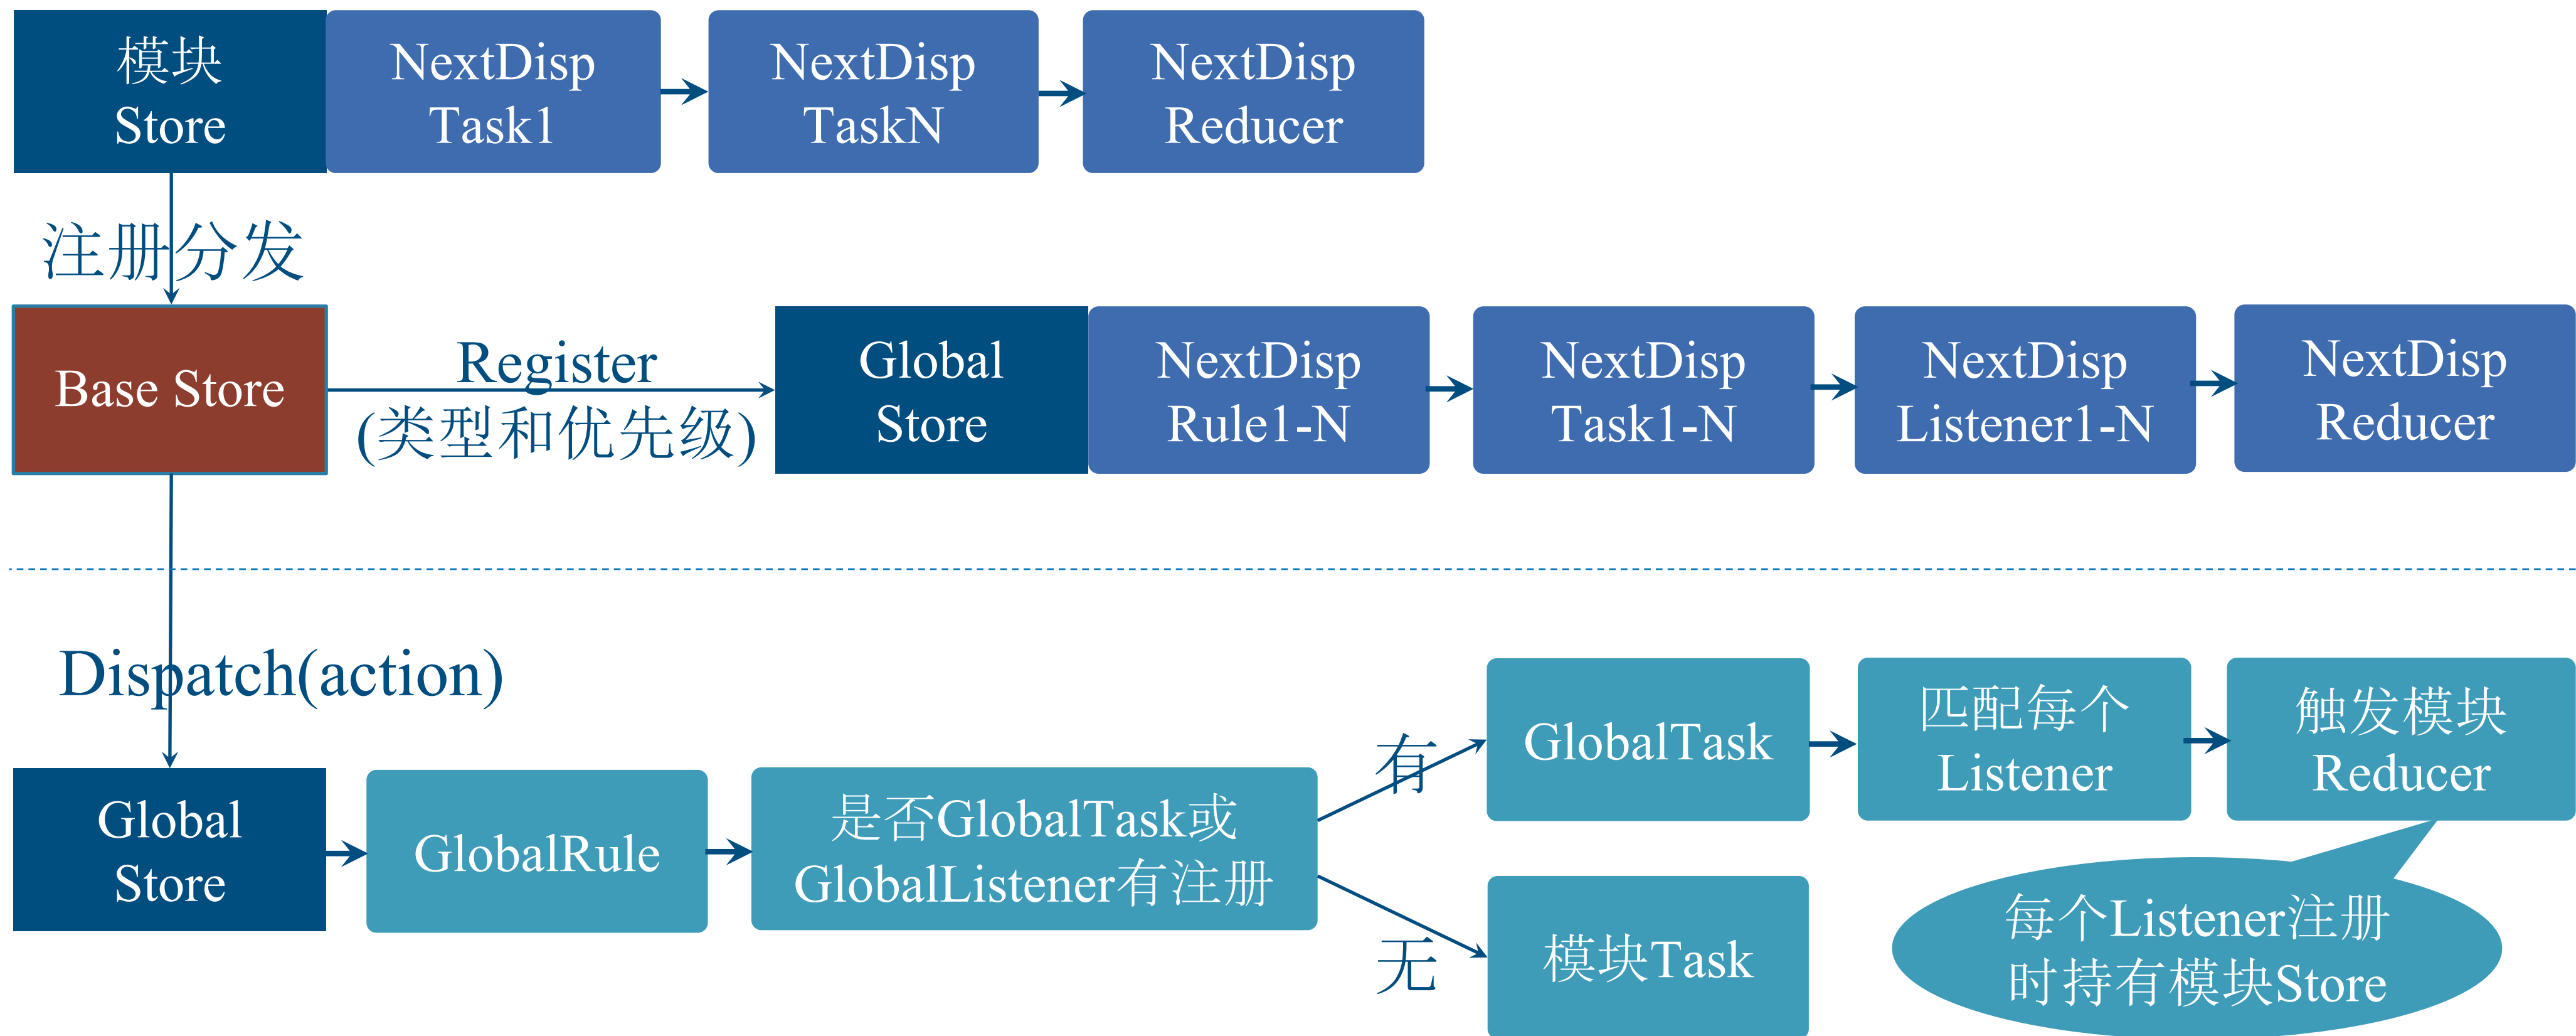 模块
Store
NextDisp
Task1
NextDisp
TaskN
NextDisp
Reducer
注册分发
Base Store
Register
(类型和优先级)
Global
Store
NextDisp
Rule1-N
NextDisp
Task1-N
NextDisp
Listener1-N
NextDisp
Reducer
Dispatch(action)
Global
Store
GlobalRule
是否GlobalTask或
GlobalListener有注册
有
GlobalTask
匹配每个
Listener
触发模块
Reducer
无
模块Task
每个Listener注册
时持有模块Store